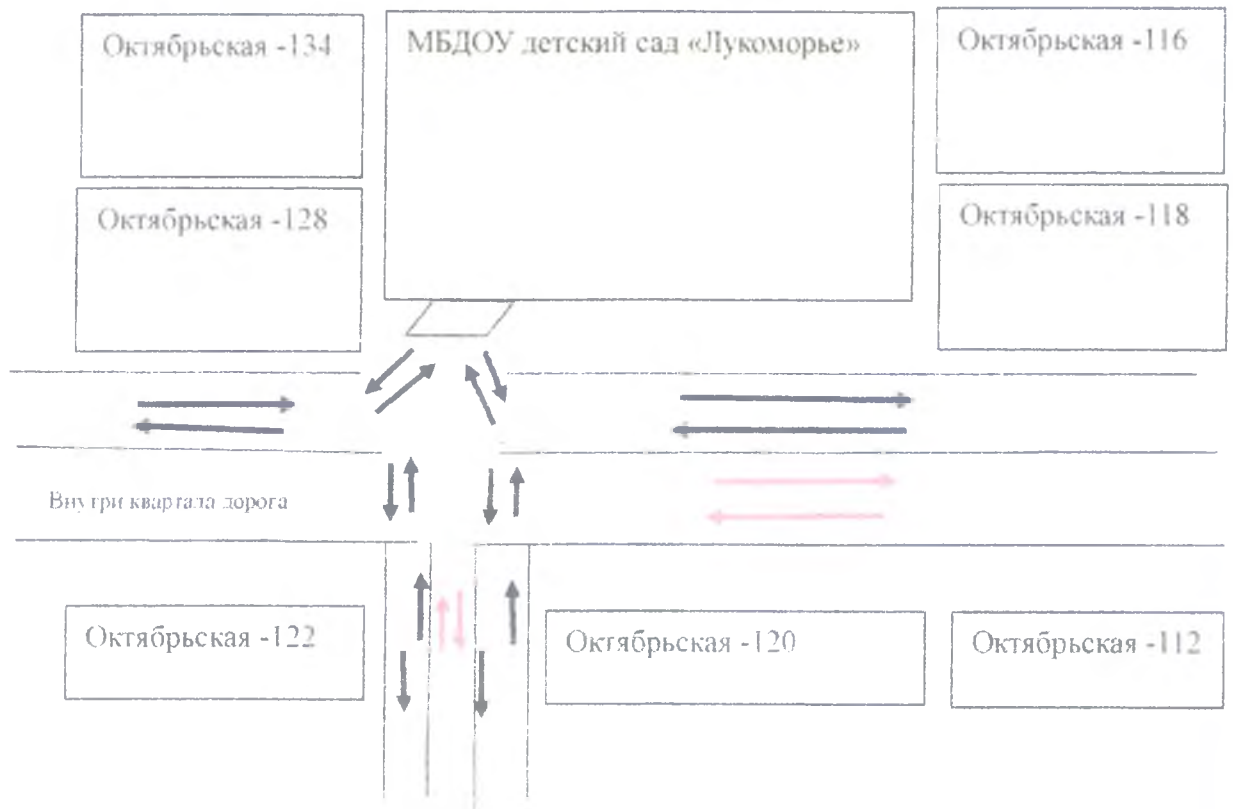 Октябрьская -134
МБДОУ детский сад «Лукоморье»
Октябрьская -116
Октябрьская -128
Октябрьская -118
Внутри квартала дорога
Октябрьская -122
Октябрьская -120
Октябрьская -112